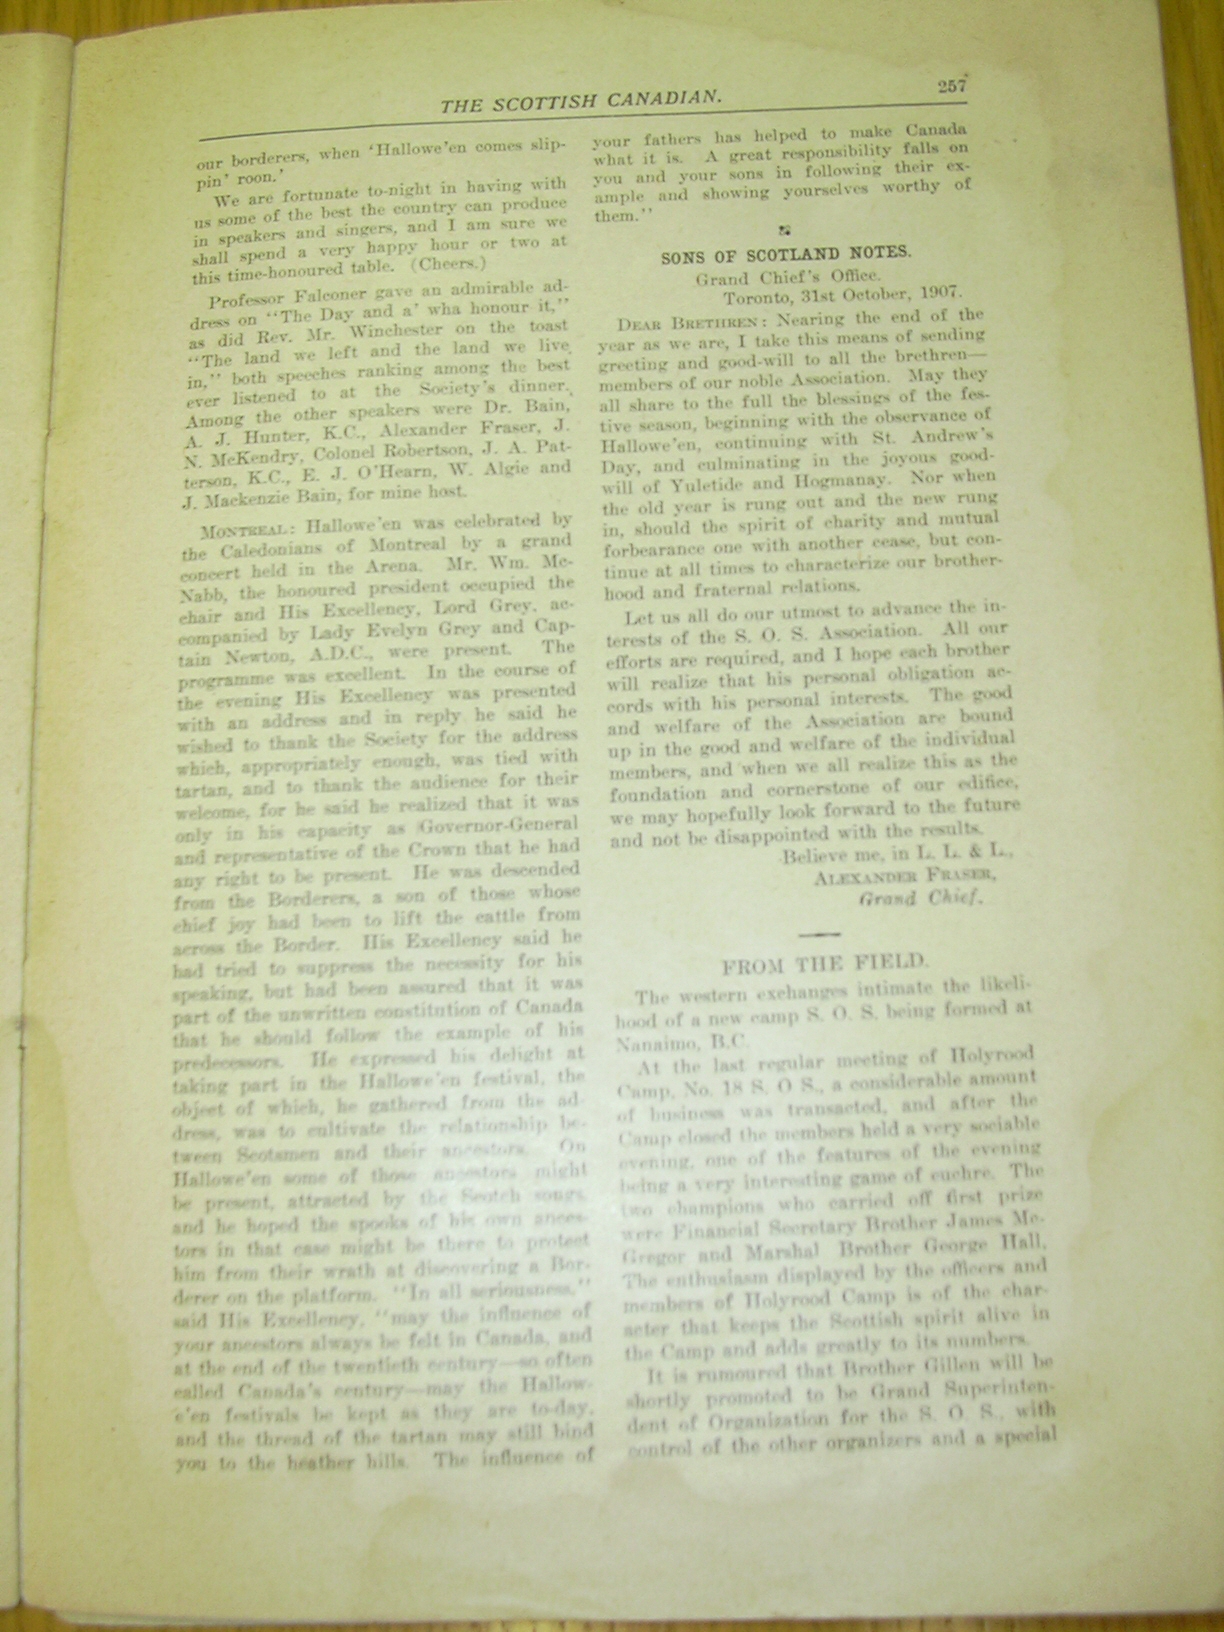 THE SCOTTISH CANADIAN.
257
our borderers, when 'Hallowe'en comes slip-
pin' roon.'
We are fortunate to-night in having with
us some of the best the country can produce
in speakers and singers, and I am sure we
shall spend a very happy hour or two at
this time-honoured table. (Cheers.)
Professor Falconer gave an admirable ad-
dress on "The Day and a' wha honour it,"
as did Rev. Mr. Winchester on the toast
"The land we left and the land we live
in," both speeches ranking among the best
ever listened to at the Society's dinner.
Among the other speakers were Dr. Bain,
A. J. Hunter, K.C., Alexander Fraser, J.
N. McKendry, Colonel Robertson, J. A. Pat-
terson, K.C., E. J. O'Hearn, W. Algie and
J. Mackenzie Bain, for mine host.
MONTREAL: Hallowe'en was celebrated by
the Caledonians of Montreal by a grand
concert held in the Arena. Mr. Wm. Mc-
Nabb, the honoured president occupied the
chair and His Excellency, Lord Grey, ac-
companied by Lady Evelyn Grey and Cap-
tain Newton, A.D.C., were present. The
programme was excellent. In the course of
the evening His Excellency was presented
with an address and in reply he said he
wished to thank the Society for the address
which, appropriately enough, was tied with
tartan, and to thank the audience for their
welcome, for he said he realized that it was
only in his capacity as Governor-General
and representative of the Crown that he had
any right to be present. He was descended
from the Borderers, a son of those whose
chief joy had been to lift the cattle from
across the Border. His Excellency said he
had tried to suppress the necessity for his
speaking, but had been assured that it was
part of the unwritten constitution of Canada
that he should follow the example of his
predecessors. He expressed his delight at
taking part in the Hallowe'en festival, the
object of which, he gathered from the ad-
dress, was to cultivate the relationship be-
tween Scotsmen and their ancestors. On
Hallowe'en some of those ancestors might
be present, attracted by the Scotch songs,
and he hoped the spooks of his own ances-
tors in that case might be there to protect
him from their wrath at discovering a Bor-
derer on the platform. "In all seriousness,"
said His Excellency, "may the influence of
your ancestors always be felt in Canada, and
at the end of the twentieth century—so often
called Canada's century—may the Hallow-
e'en festivals be kept as they are to-day,
and the thread of the tartan may still bind
you to the heather hills. The influence of
your fathers has helped to make Canada
what it is. A great responsibility falls on
you and your sons in following their ex-
ample and showing yourselves worthy of
them."
SONS OF SCOTLAND NOTES.
Grand Chief's Office.
Toronto, 31st October, 1907.
DEAR BRETHREN: Nearing the end of the
year as we are, I take this means of sending
greeting and good-will to all the brethren—
members of our noble Association. May they
all share to the full the blessings of the fes-
tive season, beginning with the observance of
Hallowe'en, continuing with St. Andrew's
Day, and culminating in the joyous good-
will of Yuletide and Hogmanay. Nor when
the old year is rung out and the new rung
in, should the spirit of charity and mutual
forbearance one with another cease, but con-
tinue at all times to characterize our brother-
hood and fraternal relations.
Let us all do our utmost to advance the in-
terests of the S. O. S. Association. All our
efforts are required, and I hope each brother
will realize that his personal obligation ac-
cords with his personal interests. The good
and welfare of the Association are bound
up in the good and welfare of the individual
members, and when we all realize this as the
foundation and cornerstone of our edifice,
we may hopefully look forward to the future
and not be disappointed with the results.
Believe me, in L. L. & L.,
ALEXANDER FRASER,
Grand Chief.
FROM THE FIELD.
The western exchanges intimate the likeli-
hood of a new camp S. O. S. being formed at
Nanaimo, B.C.
At the last regular meeting of Holyrood
Camp, No. 18 S. O. S., a considerable amount
of business was transacted, and after the
Camp closed the members held a very sociable
evening, one of the features of the evening
being a very interesting game of euchre. The
two champions who carried off first prize
were Financial Secretary Brother James Mc-
Gregor and Marshal Brother George Hall.
The enthusiasm displayed by the officers and
members of Holyrood Camp is of the char-
acter that keeps the Scottish spirit alive in
the Camp and adds greatly to its numbers.
It is rumoured that Brother Gillen will be
shortly promoted to be Grand Superinten-
dent of Organization for the S. O. S., with
control of the other organizers and a special